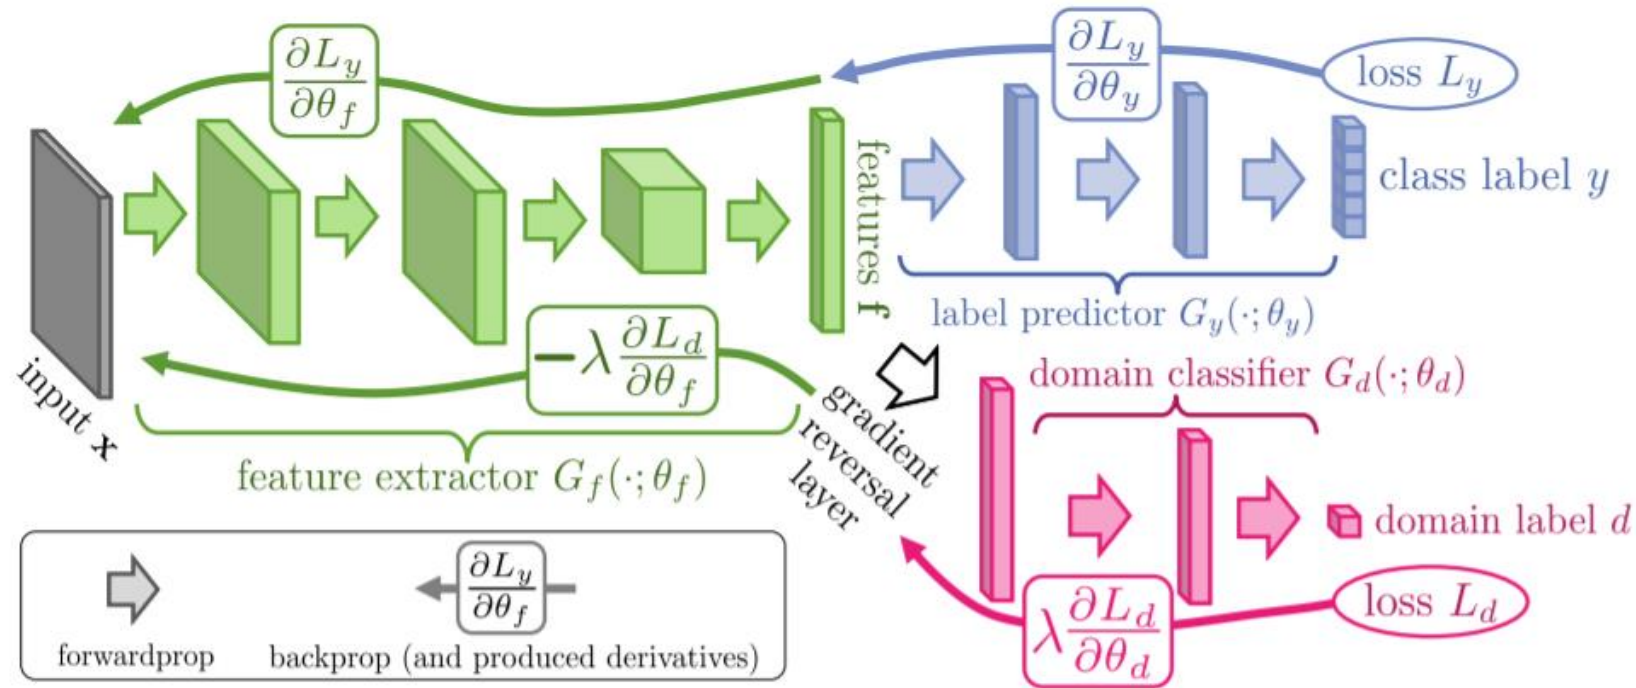 ∂L_y/∂θ_f
∂L_y/∂θ_y
loss L_y
features f
class label y
label predictor G_y(·; θ_y)
input x
−λ ∂L_d/∂θ_f
feature extractor G_f(·; θ_f)
gradient
reversal
layer
domain classifier G_d(·; θ_d)
domain label d
loss L_d
λ ∂L_d/∂θ_d
∂L_y/∂θ_f
forwardprop
backprop (and produced derivatives)